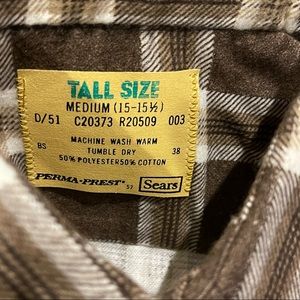 TALL SIZE
MEDIUM (15-15½)
D/51 C20373 R20509 003
BS MACHINE WASH WARM 38
TUMBLE DRY
50% POLYESTER 50% COTTON
PERMA-PREST® 57 Sears